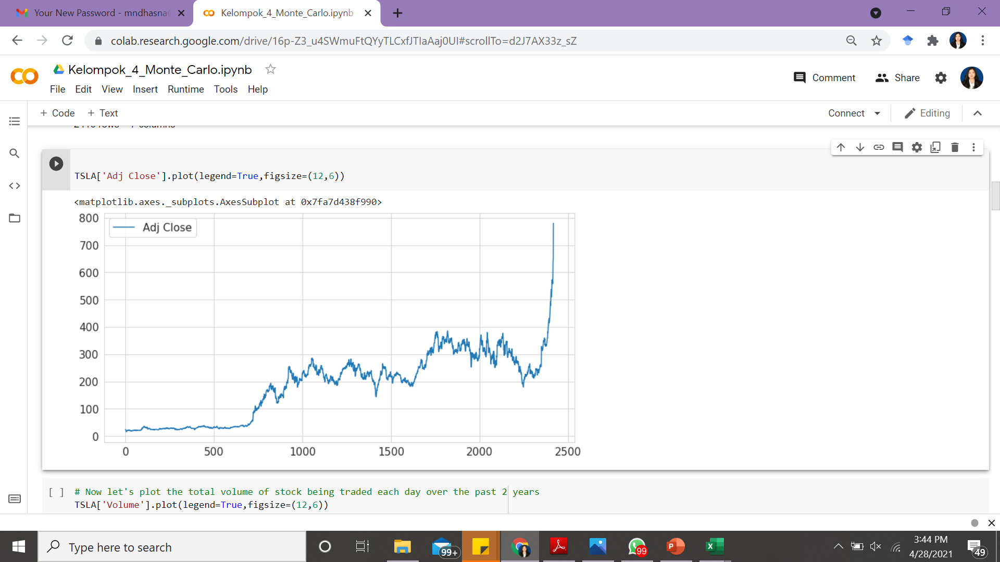 Your New Password - mndhasna
Kelompok_4_Monte_Carlo.ipynb
colab.research.google.com/drive/16p-Z3_u4SWmuFtQYyTLCxfJTIaAaj0UI#scrollTo=d2J7AX33z_sZ
Kelompok_4_Monte_Carlo.ipynb
Comment
Share
File Edit View Insert Runtime Tools Help
+ Code + Text
Connect
Editing
columns
TSLA['Adj Close'].plot(legend=True,figsize=(12,6))
<matplotlib.axes._subplots.AxesSubplot at 0x7fa7d438f990>
800
Adj Close
700
600
500
400
300
200
100
0
0 500 1000 1500 2000 2500
[ ] # Now let's plot the total volume of stock being traded each day over the past 2 years
TSLA['Volume'].plot(legend=True,figsize=(12,6))
Type here to search
99+
99
P
X
3:44 PM
4/28/2021
49